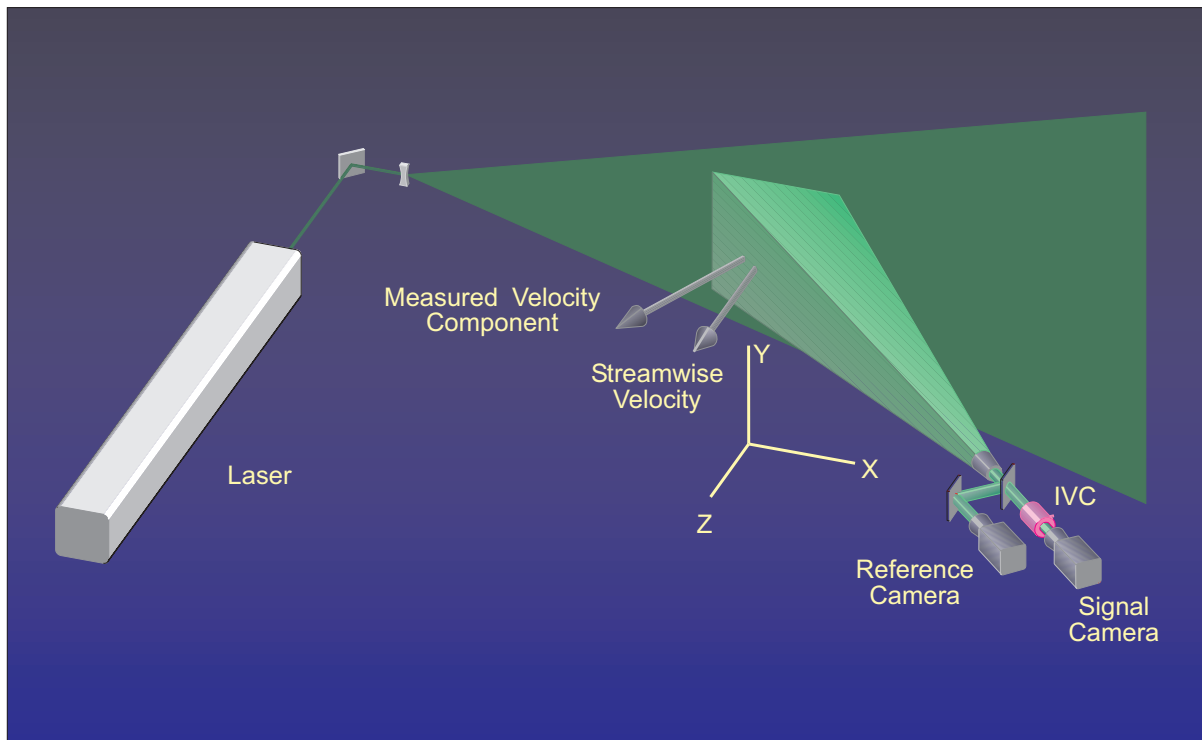 Measured Velocity
Component
Streamwise
Velocity
Y
X
Z
Laser
IVC
Reference
Camera
Signal
Camera